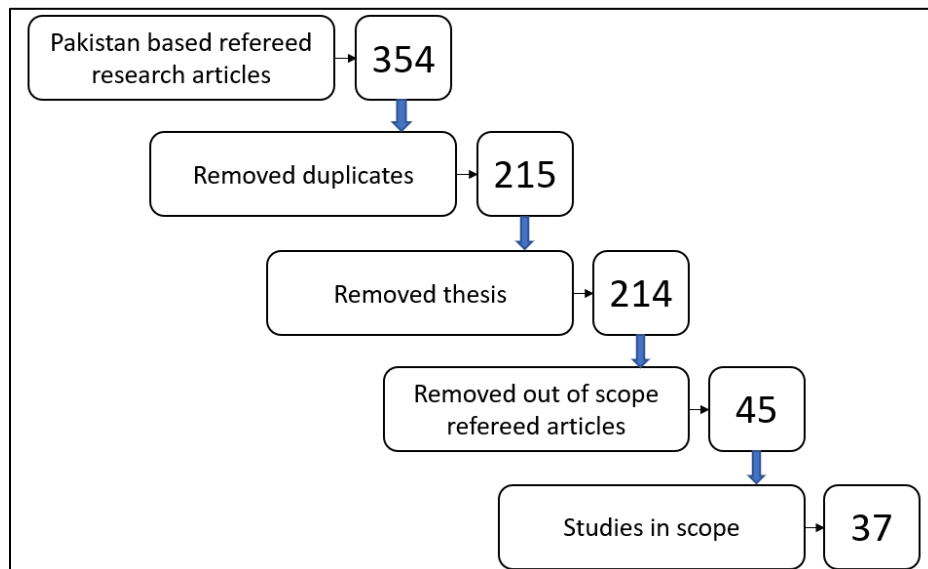 Pakistan based refereed
research articles
354
Removed duplicates
215
Removed thesis
214
Removed out of scope
refereed articles
45
Studies in scope
37